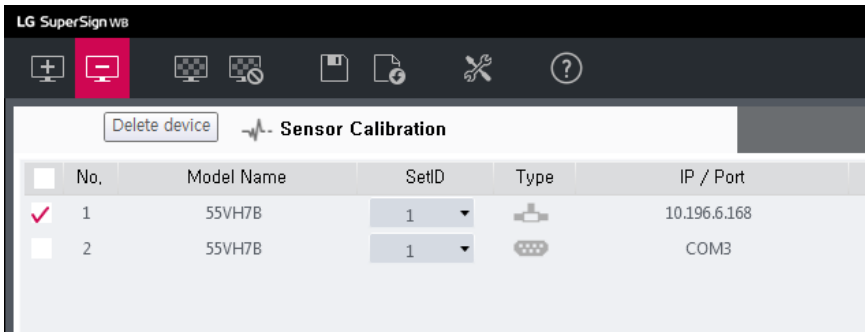 LG SuperSign WB
Delete device Sensor Calibration
No, Model Name SetID Type IP / Port
1 55VH7B 1 10.196.6.168
2 55VH7B 1 COM3